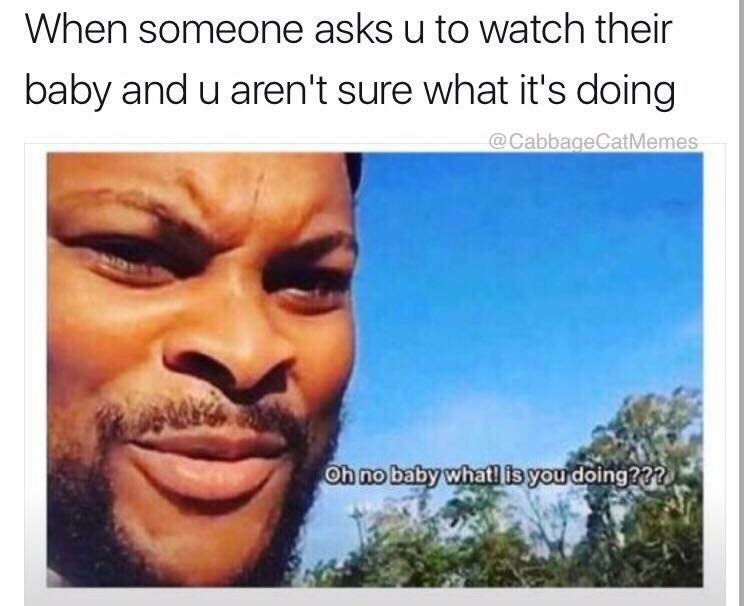 When someone asks u to watch their
baby and u aren't sure what it's doing
@CabbageCatMemes
Oh no baby what! is you doing???